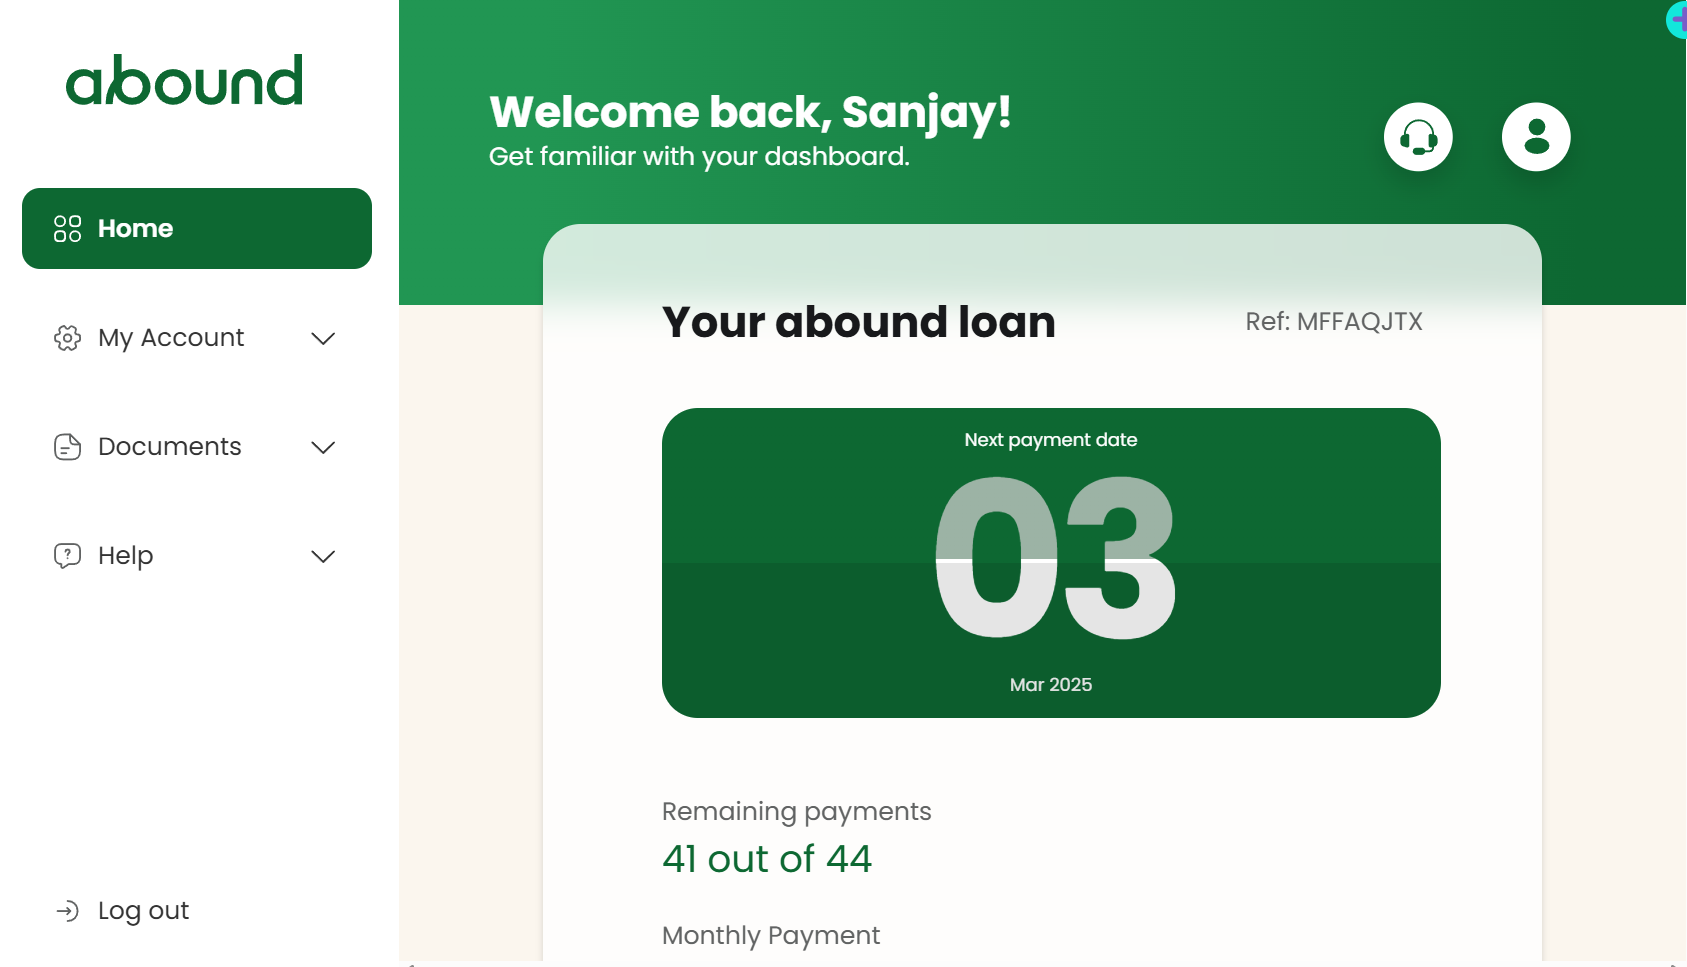 abound
Home
My Account
Documents
Help
Log out
Welcome back, Sanjay!
Get familiar with your dashboard.
Your abound loan
Ref: MFFAQJTX
Next payment date
03
Mar 2025
Remaining payments
41 out of 44
Monthly Payment